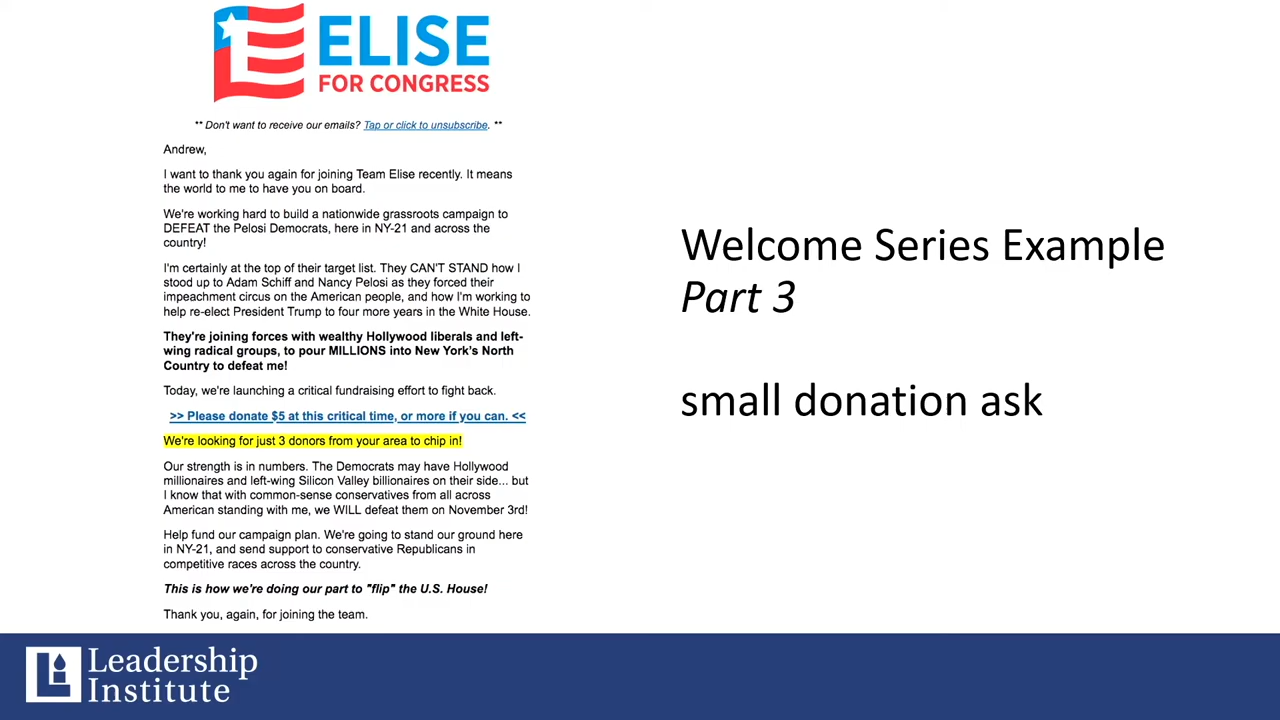 ELISE
FOR CONGRESS
** Don't want to receive our emails? Tap or click to unsubscribe. **
Andrew,
I want to thank you again for joining Team Elise recently. It means
the world to me to have you on board.
We're working hard to build a nationwide grassroots campaign to
DEFEAT the Pelosi Democrats, here in NY-21 and across the
country!
I'm certainly at the top of their target list. They CAN'T STAND how I
stood up to Adam Schiff and Nancy Pelosi as they forced their
impeachment circus on the American people, and how I'm working to
help re-elect President Trump to four more years in the White House.
They're joining forces with wealthy Hollywood liberals and left-
wing radical groups, to pour MILLIONS into New York's North
Country to defeat me!
Today, we're launching a critical fundraising effort to fight back.
>> Please donate $5 at this critical time, or more if you can. <<
We're looking for just 3 donors from your area to chip in!
Our strength is in numbers. The Democrats may have Hollywood
millionaires and left-wing Silicon Valley billionaires on their side... but
I know that with common-sense conservatives from all across
American standing with me, we WILL defeat them on November 3rd!
Help fund our campaign plan. We're going to stand our ground here
in NY-21, and send support to conservative Republicans in
competitive races across the country.
This is how we're doing our part to "flip" the U.S. House!
Thank you, again, for joining the team.
Welcome Series Example
Part 3
small donation ask
Leadership
Institute